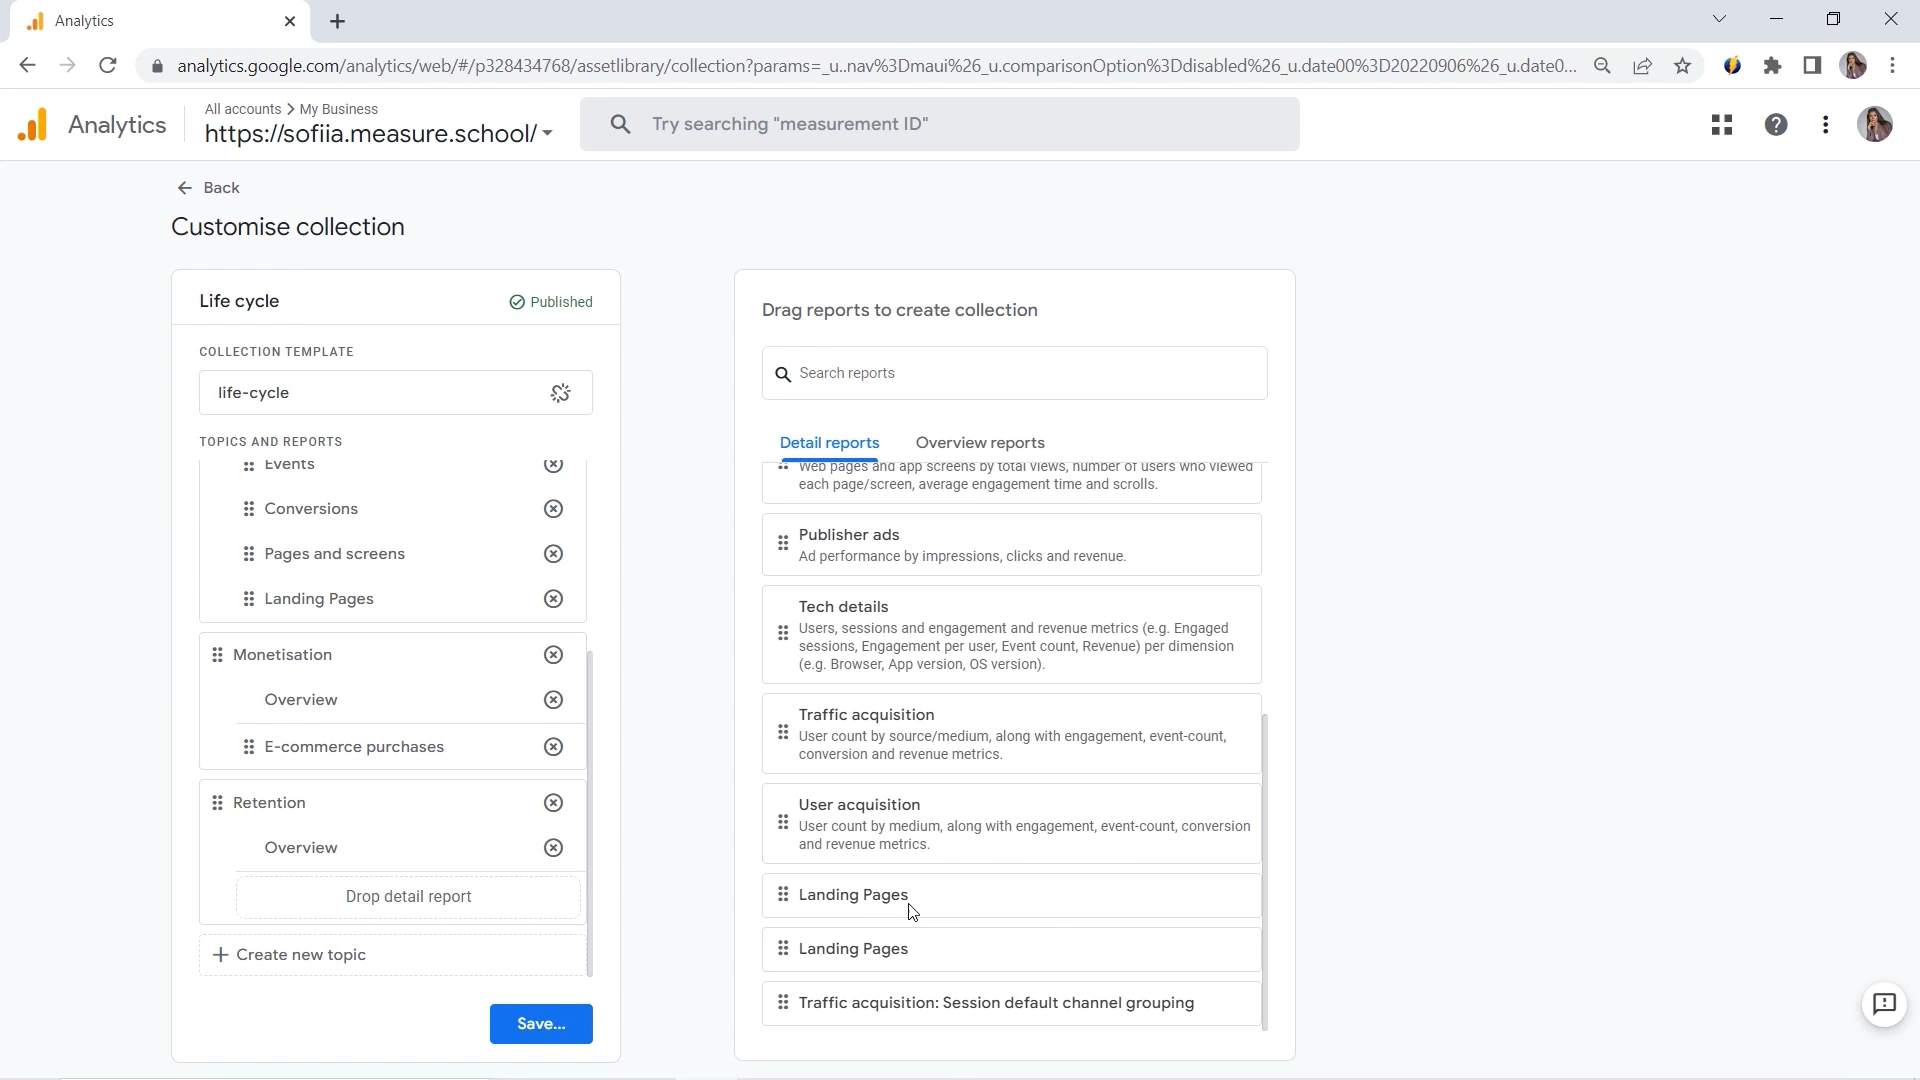 Analytics
analytics.google.com/analytics/web/#/p328434768/assetlibrary/collection?params=_u..nav%3Dmaui%26_u.comparisonOption%3Ddisabled%26_u.date00%3D20220906%26_u.date0...
Analytics
All accounts > My Business
https://sofiia.measure.school/
Try searching "measurement ID"
Back
Customise collection
Life cycle
Published
COLLECTION TEMPLATE
life-cycle
TOPICS AND REPORTS
Events
Conversions
Pages and screens
Landing Pages
Monetisation
Overview
E-commerce purchases
Retention
Overview
Drop detail report
Create new topic
Save...
Drag reports to create collection
Search reports
Detail reports
Overview reports
Web pages and app screens by total views, number of users who viewed
each page/screen, average engagement time and scrolls.
Publisher ads
Ad performance by impressions, clicks and revenue.
Tech details
Users, sessions and engagement and revenue metrics (e.g. Engaged
sessions, Engagement per user, Event count, Revenue) per dimension
(e.g. Browser, App version, OS version).
Traffic acquisition
User count by source/medium, along with engagement, event-count,
conversion and revenue metrics.
User acquisition
User count by medium, along with engagement, event-count, conversion
and revenue metrics.
Landing Pages
Landing Pages
Traffic acquisition: Session default channel grouping